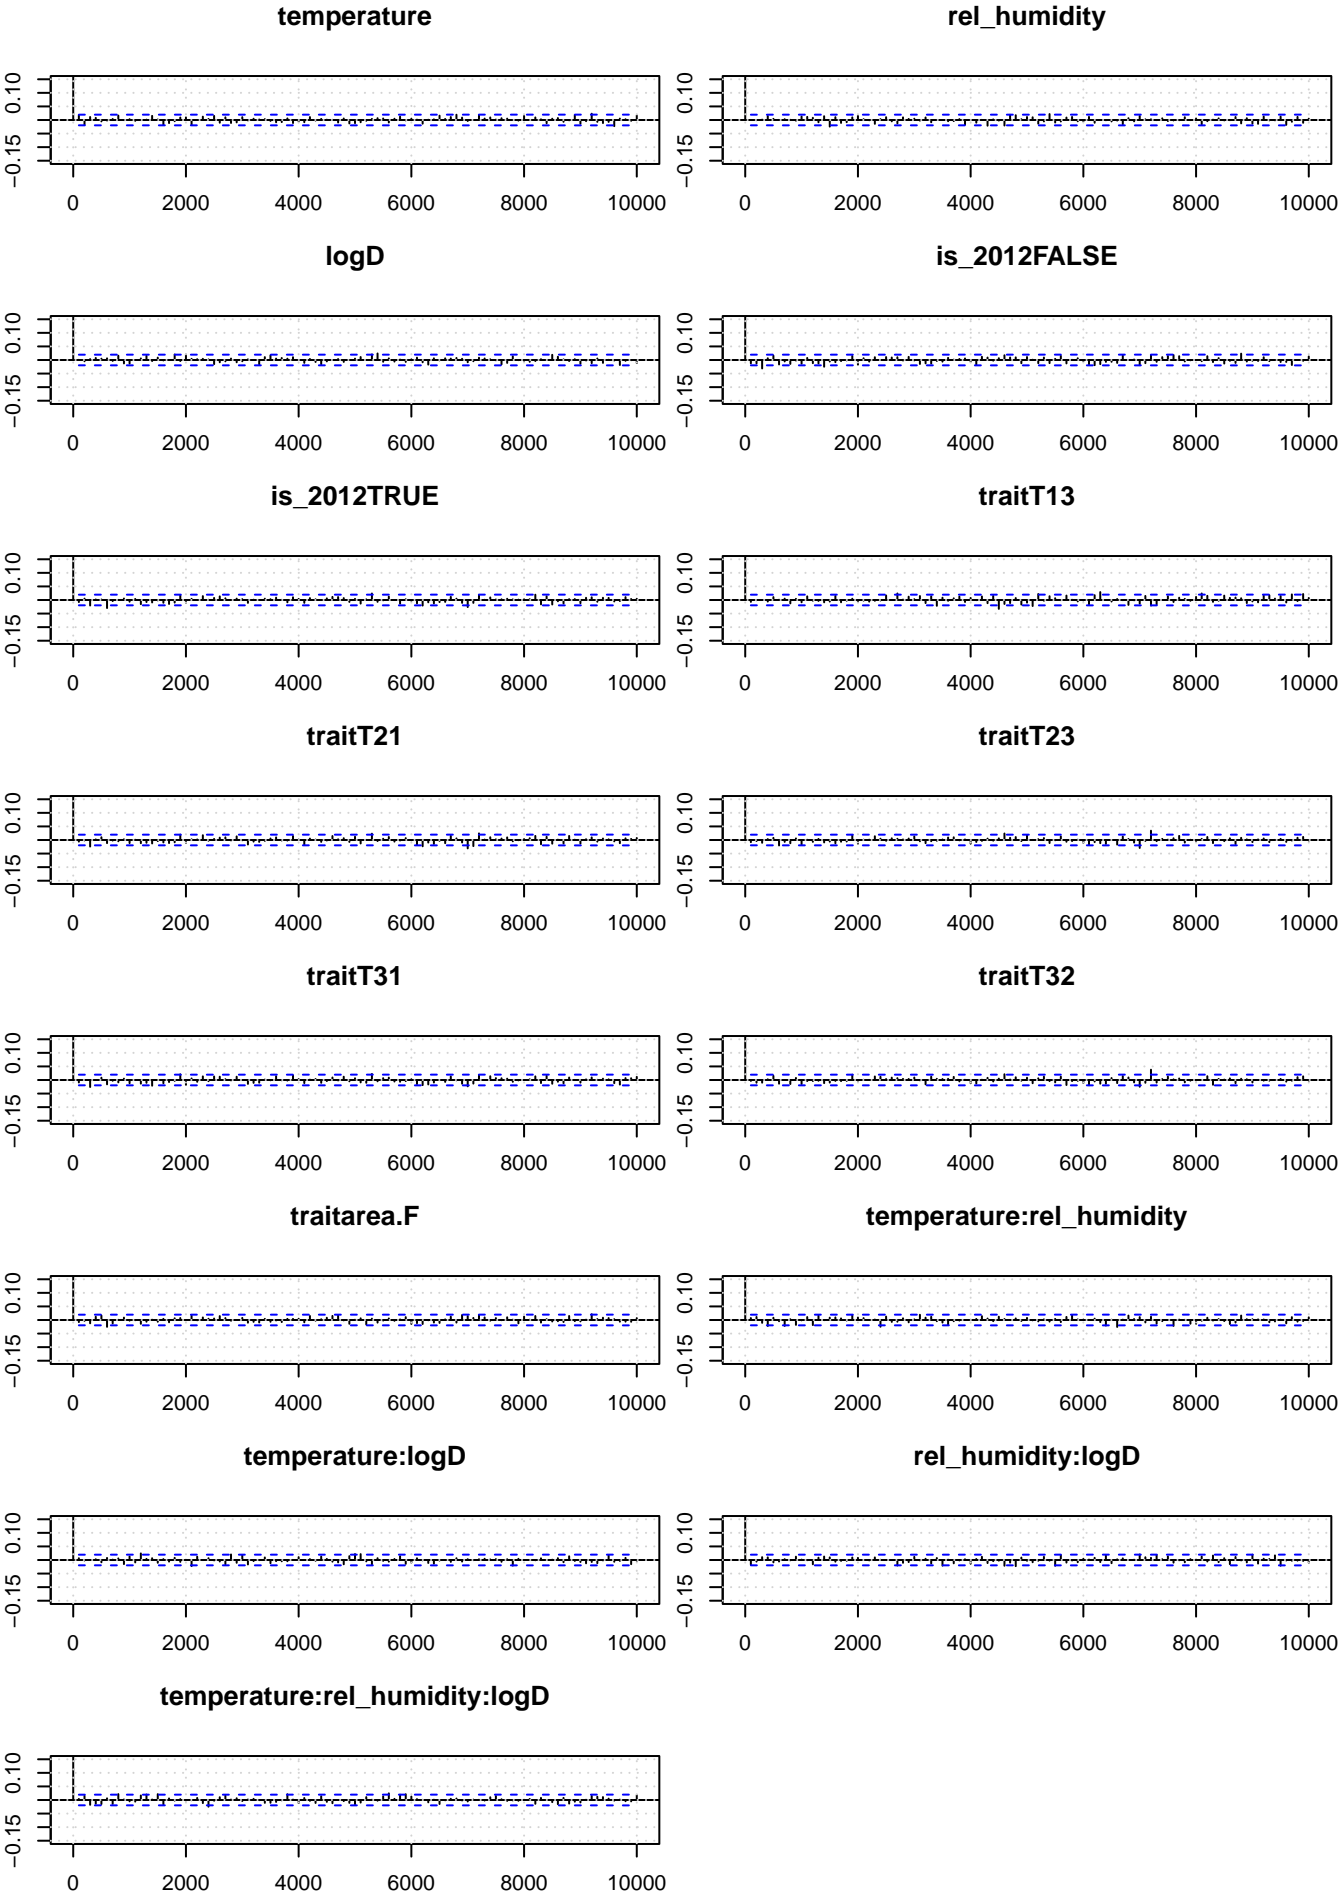 temperature rel_humidity
0.10 0.10
−0.15 −0.15
0 2000 4000 6000 8000 10000 0 2000 4000 6000 8000 10000
logD is_2012FALSE
0.10 0.10
−0.15 −0.15
0 2000 4000 6000 8000 10000 0 2000 4000 6000 8000 10000
is_2012TRUE traitT13
0.10 0.10
−0.15 −0.15
0 2000 4000 6000 8000 10000 0 2000 4000 6000 8000 10000
traitT21 traitT23
0.10 0.10
−0.15 −0.15
0 2000 4000 6000 8000 10000 0 2000 4000 6000 8000 10000
traitT31 traitT32
0.10 0.10
−0.15 −0.15
0 2000 4000 6000 8000 10000 0 2000 4000 6000 8000 10000
traitarea.F temperature:rel_humidity
0.10 0.10
−0.15 −0.15
0 2000 4000 6000 8000 10000 0 2000 4000 6000 8000 10000
temperature:logD rel_humidity:logD
0.10 0.10
−0.15 −0.15
0 2000 4000 6000 8000 10000 0 2000 4000 6000 8000 10000
temperature:rel_humidity:logD
0.10
−0.15
0 2000 4000 6000 8000 10000